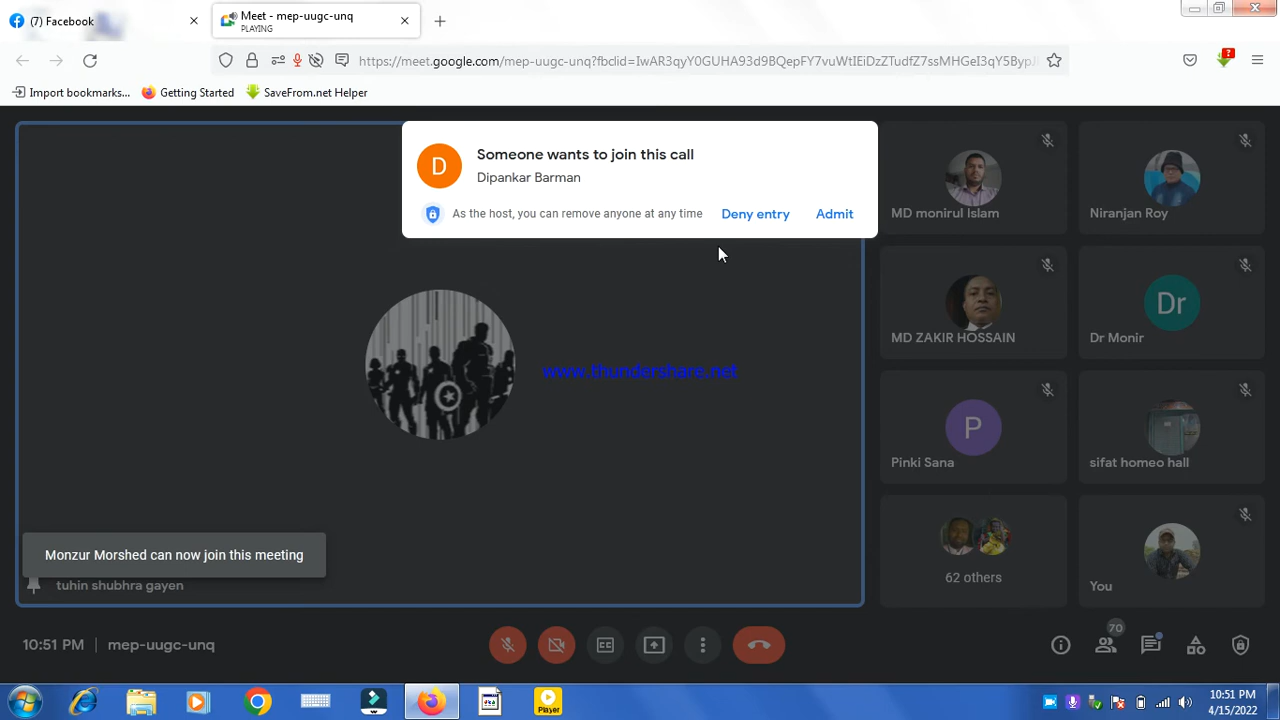 (7) Facebook
Meet - mep-uugc-unq
PLAYING
https://meet.google.com/mep-uugc-unq?fbclid=IwAR3qyY0GUHA93d9BQepFY7vuWtIEiDzZTudfZ7ssMHGeI3qY5BypJ
?
Import bookmarks...
Getting Started
SaveFrom.net Helper
D
Someone wants to join this call
Dipankar Barman
As the host, you can remove anyone at any time
Deny entry
Admit
MD monirul Islam
Niranjan Roy
MD ZAKIR HOSSAIN
Dr
Dr Monir
www.thundershare.net
P
Pinki Sana
sifat homeo hall
Monzur Morshed can now join this meeting
tuhin shubhra gayen
62 others
You
10:51 PM | mep-uugc-unq
CC
70
Player
10:51 PM
4/15/2022